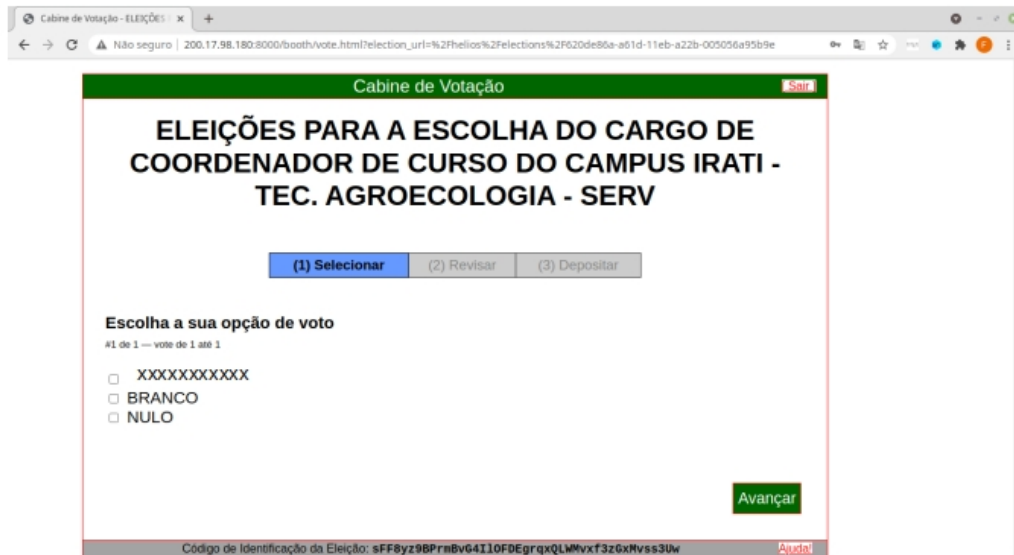 Cabine de Votação - ELEIÇÕES
Não seguro | 200.17.98.180:8000/booth/vote.html?election_url=%2Fhelios%2Felections%2F620de86a-a61d-11eb-a22b-005056a95b9e
Cabine de Votação
[Sair]
ELEIÇÕES PARA A ESCOLHA DO CARGO DE
COORDENADOR DE CURSO DO CAMPUS IRATI -
TEC. AGROECOLOGIA - SERV
(1) Selecionar (2) Revisar (3) Depositar
Escolha a sua opção de voto
#1 de 1 — vote de 1 até 1
XXXXXXXXXXX
BRANCO
NULO
Avançar
Código de Identificação da Eleição: sFF8yz9BPrmBvG4IlOFDEgrqxQLWMvxf3zGxMvss3Uw
Ajuda!